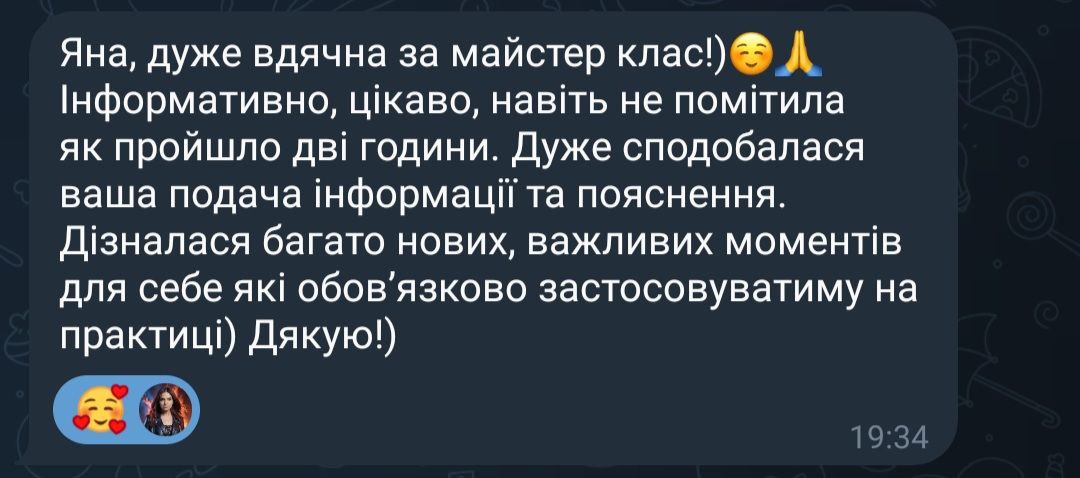 Яна, дуже вдячна за майстер клас!)☺️🙏
Інформативно, цікаво, навіть не помітила
як пройшло дві години. Дуже сподобалася
ваша подача інформації та пояснення.
Дізналася багато нових, важливих моментів
для себе які обов’язково застосовуватиму на
практиці) Дякую!)
🥰
19:34